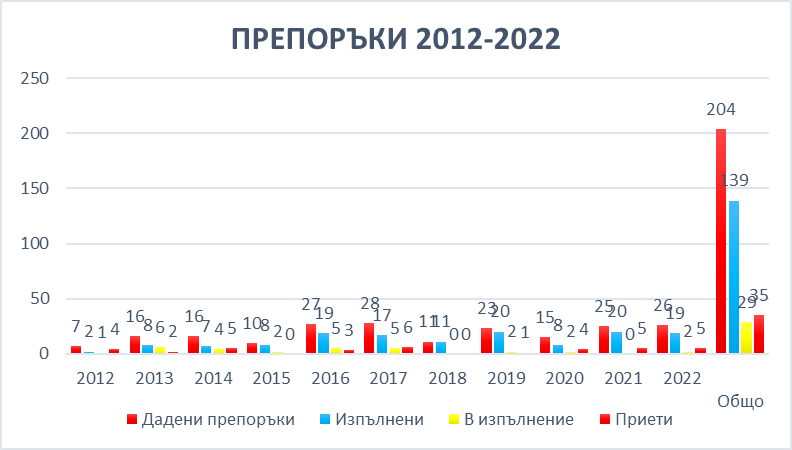 ПРЕПОРЪКИ 2012-2022
250
200
150
100
50
0
7 2 1 4
16 8 6 2
16 7 4 5
10 8 2 0
27 19 5 3
28 17 5 6
11 11 0 0
23 20 2 1
15 8 2 4
25 20 0 5
26 19 2 5
204 139 29 35
2012 2013 2014 2015 2016 2017 2018 2019 2020 2021 2022
Общо
Дадени препоръки Изпълнени В изпълнение Приети